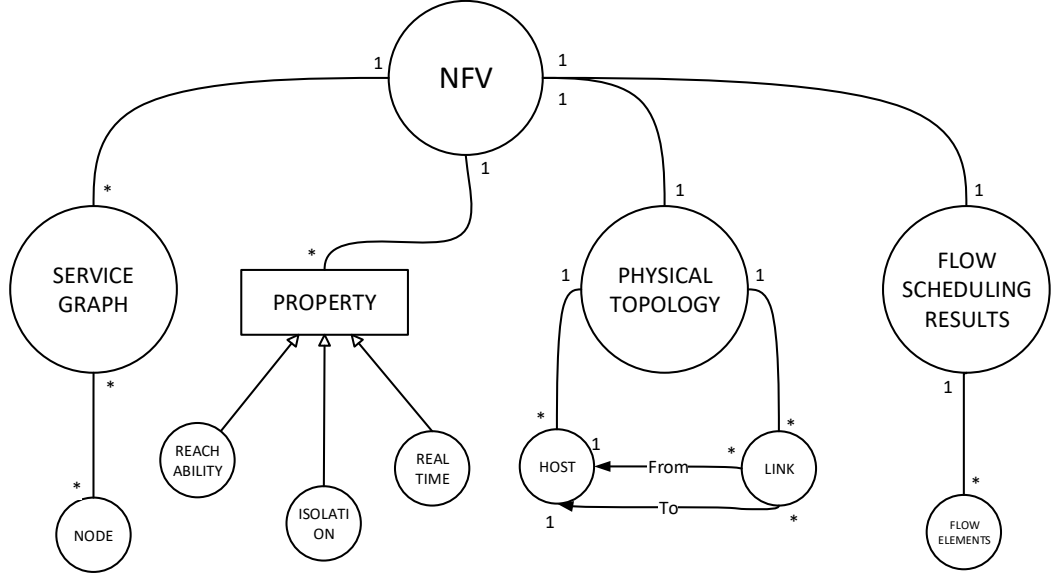 NFV
1
1
1
1
*
*
1
1
SERVICE
GRAPH
PROPERTY
1
PHYSICAL
TOPOLOGY
1
FLOW
SCHEDULING
RESULTS
*
1
*
*
REACH
ABILITY
REAL
TIME
1
HOST
From
*
LINK
*
*
ISOLATI
ON
1
To
*
NODE
FLOW
ELEMENTS